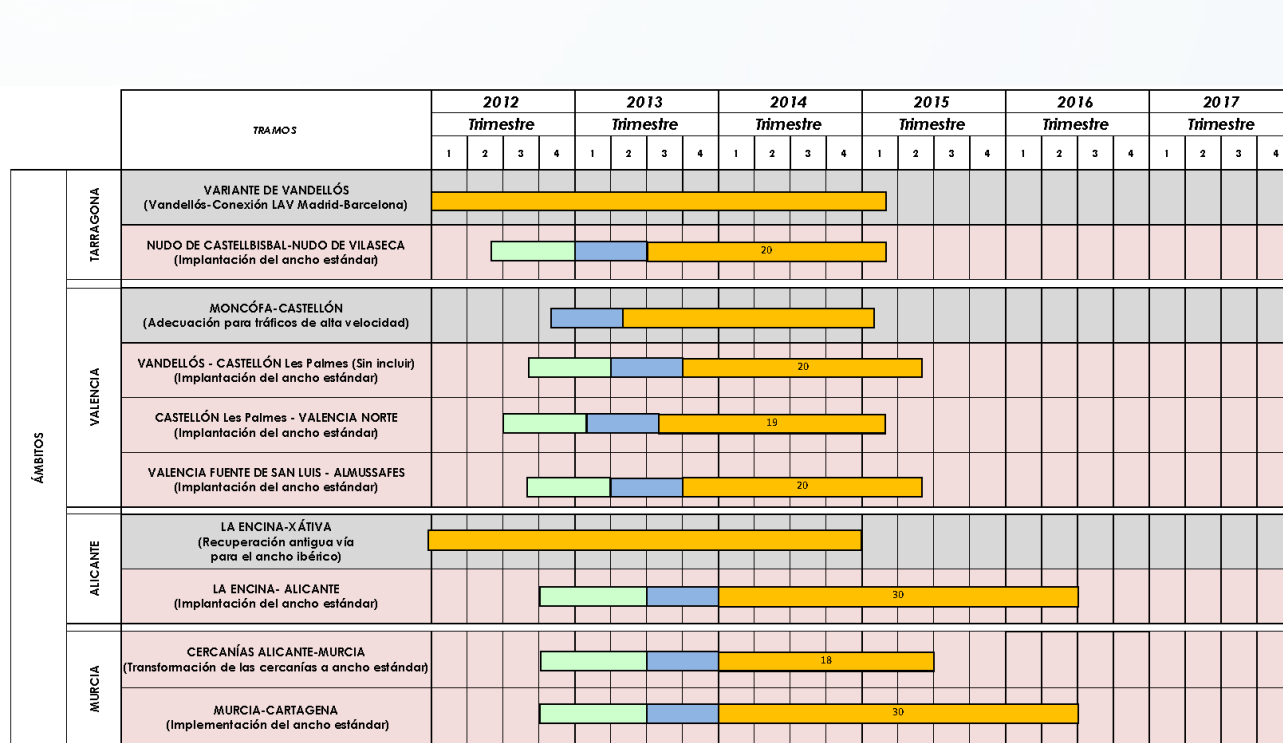 TRAMOS
2012 2013 2014 2015 2016 2017
Trimestre Trimestre Trimestre Trimestre Trimestre Trimestre
1 2 3 4 1 2 3 4 1 2 3 4 1 2 3 4 1 2 3 4 1 2 3 4
ÁMBITOS
TARRAGONA
VARIANTE DE VANDELLÓS
(Vandellós-Conexión LAV Madrid-Barcelona)
NUDO DE CASTELLBISBAL-NUDO DE VILASECA
(Implantación del ancho estándar)
20
VALENCIA
MONCÓFA-CASTELLÓN
(Adecuación para tráficos de alta velocidad)
VANDELLÓS - CASTELLÓN Les Palmes (Sin incluir)
(Implantación del ancho estándar)
20
CASTELLÓN Les Palmes - VALENCIA NORTE
(Implantación del ancho estándar)
19
VALENCIA FUENTE DE SAN LUIS - ALMUSSAFES
(Implantación del ancho estándar)
20
ALICANTE
LA ENCINA-XÁTIVA
(Recuperación antigua vía
para el ancho ibérico)
LA ENCINA- ALICANTE
(Implantación del ancho estándar)
30
MURCIA
CERCANÍAS ALICANTE-MURCIA
(Transformación de las cercanías a ancho estándar)
18
MURCIA-CARTAGENA
(Implementación del ancho estándar)
30